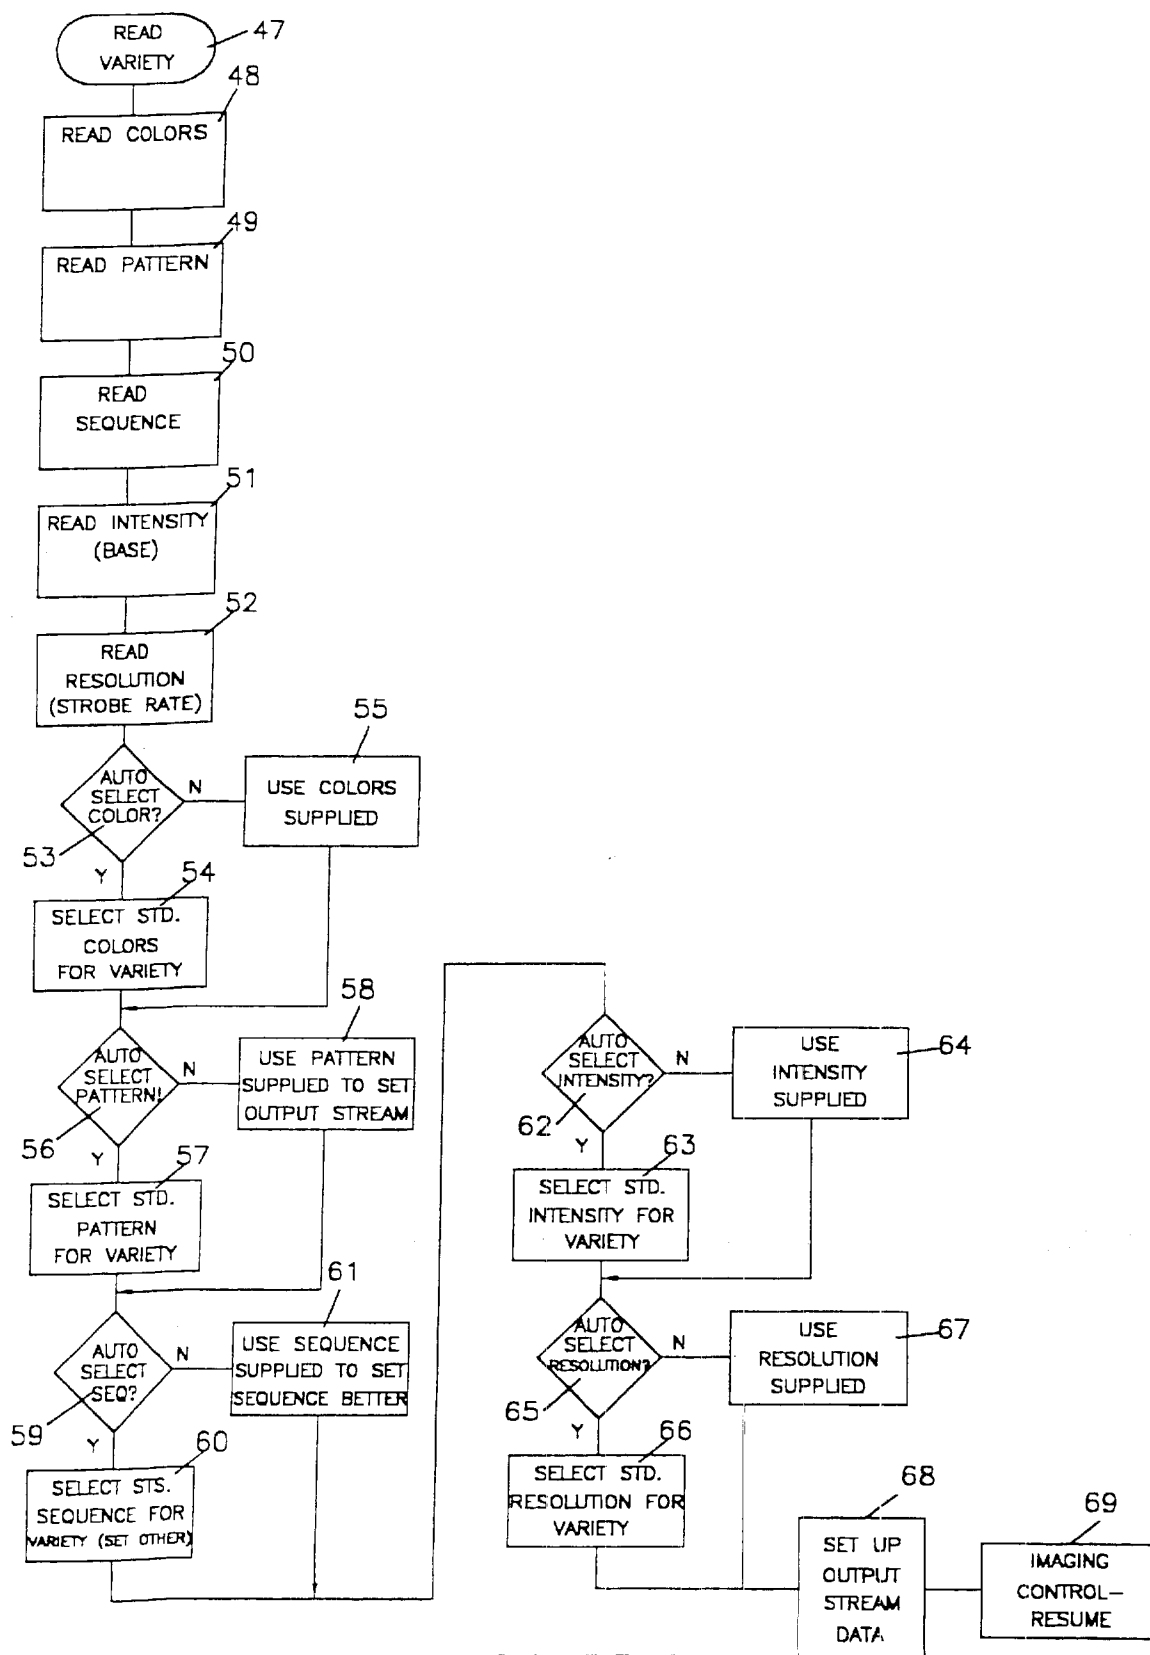 READ
VARIETY
47
48
READ COLORS
49
READ PATTERN
50
READ
SEQUENCE
51
READ INTENSITY
(BASE)
52
READ
RESOLUTION
(STROBE RATE)
AUTO
SELECT
COLOR?
53
N
Y
55
USE COLORS
SUPPLIED
54
SELECT STD.
COLORS
FOR VARIETY
AUTO
SELECT
PATTERN!
56
N
Y
58
USE PATTERN
SUPPLIED TO SET
OUTPUT STREAM
57
SELECT STD.
PATTERN
FOR VARIETY
AUTO
SELECT
SEQ?
59
N
Y
61
USE SEQUENCE
SUPPLIED TO SET
SEQUENCE BETTER
60
SELECT STS.
SEQUENCE FOR
VARIETY (SET OTHER)
AUTO
SELECT
INTENSITY?
62
N
Y
64
USE
INTENSITY
SUPPLIED
63
SELECT STD.
INTENSITY FOR
VARIETY
AUTO
SELECT
RESOLUTION?
65
N
Y
67
USE
RESOLUTION
SUPPLIED
66
SELECT STD.
RESOLUTION FOR
VARIETY
68
SET UP
OUTPUT
STREAM
DATA
69
IMAGING
CONTROL-
RESUME